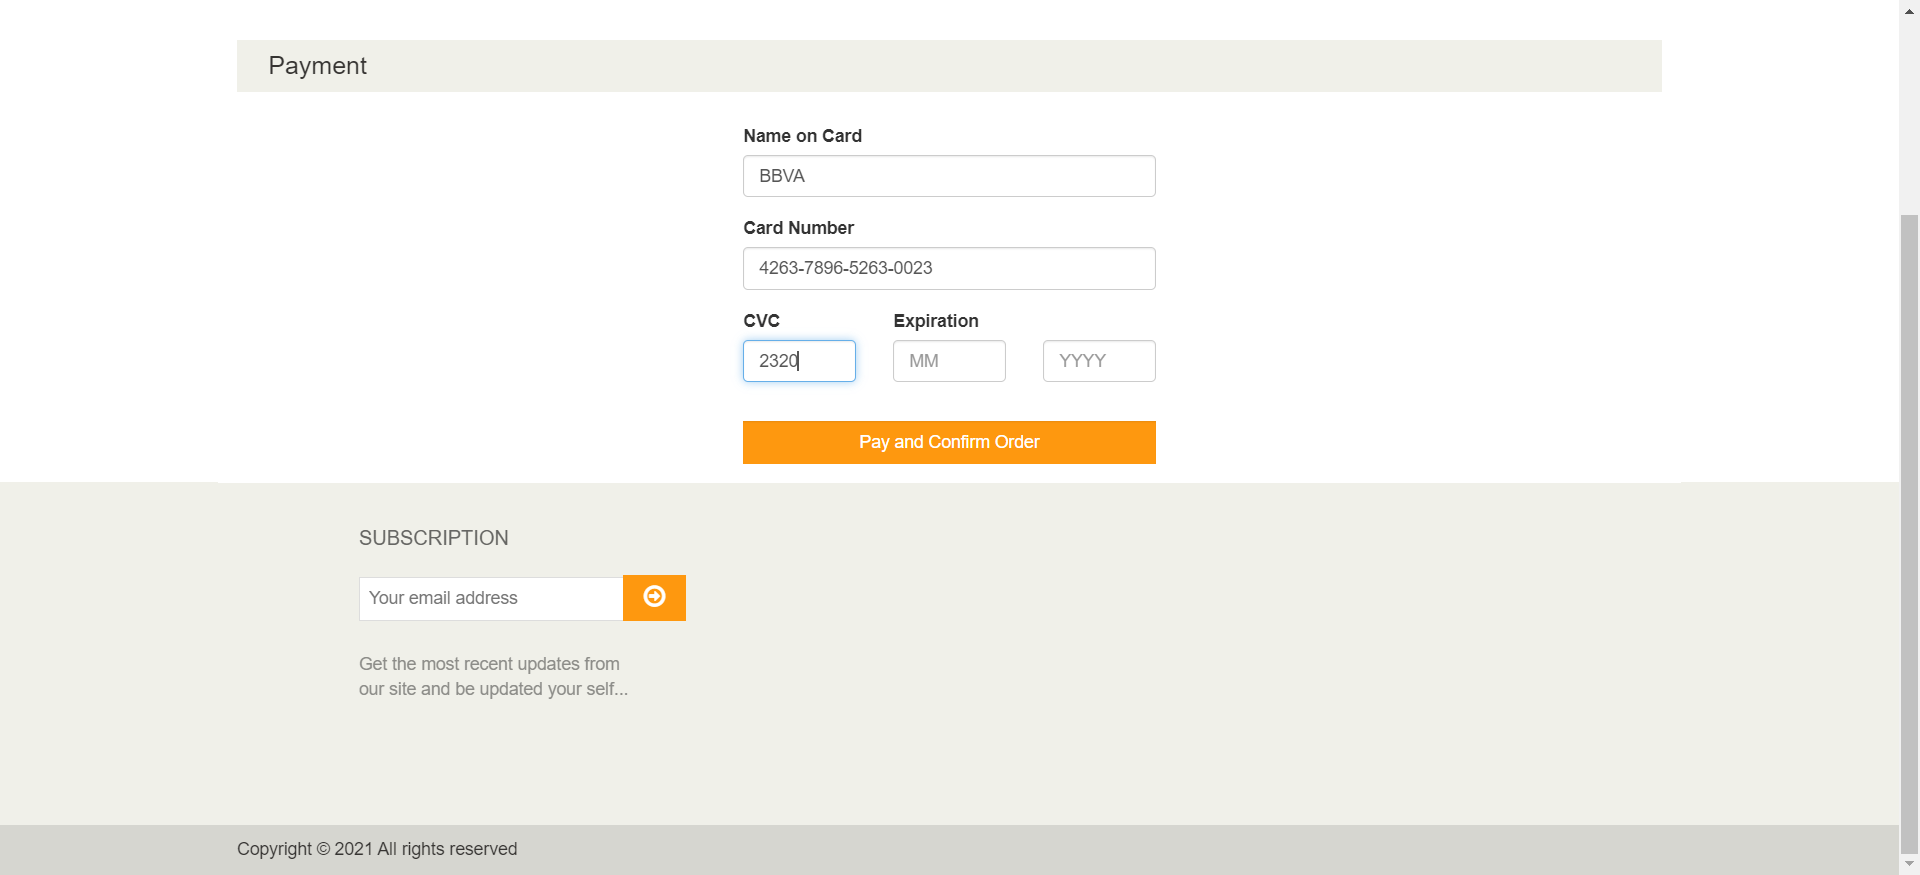 Payment
Name on Card
BBVA
Card Number
4263-7896-5263-0023
CVC Expiration
2320 MM YYYY
Pay and Confirm Order
SUBSCRIPTION
Your email address
Get the most recent updates from
our site and be updated your self...
Copyright © 2021 All rights reserved